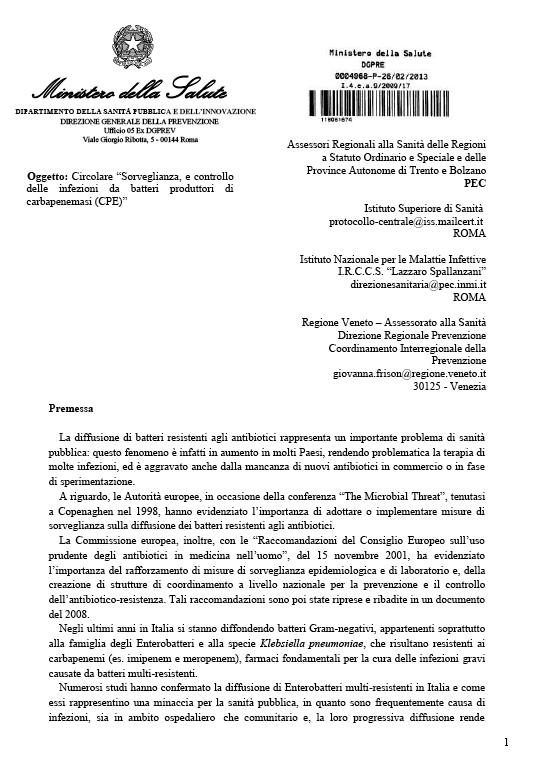 Ministero della Salute
DIPARTIMENTO DELLA SANITÀ PUBBLICA E DELL'INNOVAZIONE
DIREZIONE GENERALE DELLA PREVENZIONE
Ufficio 05 Ex DGPREV
Viale Giorgio Ribotta, 5 - 00144 Roma
Ministero della Salute
DGPRE
0004968-P-26/02/2013
I.4.c.a.9/2009/17
118081674
Oggetto: Circolare “Sorveglianza, e controllo
delle infezioni da batteri produttori di
carbapenemasi (CPE)”
Assessori Regionali alla Sanità delle Regioni
a Statuto Ordinario e Speciale e delle
Province Autonome di Trento e Bolzano
PEC
Istituto Superiore di Sanità
protocollo-centrale@iss.mailcert.it
ROMA
Istituto Nazionale per le Malattie Infettive
I.R.C.C.S. “Lazzaro Spallanzani”
direzionesanitaria@pec.inmi.it
ROMA
Regione Veneto – Assessorato alla Sanità
Direzione Regionale Prevenzione
Coordinamento Interregionale della
Prevenzione
giovanna.frison@regione.veneto.it
30125 - Venezia
Premessa
La diffusione di batteri resistenti agli antibiotici rappresenta un importante problema di sanità
pubblica: questo fenomeno è infatti in aumento in molti Paesi, rendendo problematica la terapia di
molte infezioni, ed è aggravato anche dalla mancanza di nuovi antibiotici in commercio o in fase
di sperimentazione.
A riguardo, le Autorità europee, in occasione della conferenza “The Microbial Threat”, tenutasi
a Copenaghen nel 1998, hanno evidenziato l'importanza di adottare o implementare misure di
sorveglianza sulla diffusione dei batteri resistenti agli antibiotici.
La Commissione europea, inoltre, con le “Raccomandazioni del Consiglio Europeo sull'uso
prudente degli antibiotici in medicina nell'uomo”, del 15 novembre 2001, ha evidenziato
l'importanza del rafforzamento di misure di sorveglianza epidemiologica e di laboratorio e, della
creazione di strutture di coordinamento a livello nazionale per la prevenzione e il controllo
dell'antibiotico-resistenza. Tali raccomandazioni sono poi state riprese e ribadite in un documento
del 2008.
Negli ultimi anni in Italia si stanno diffondendo batteri Gram-negativi, appartenenti soprattutto
alla famiglia degli Enterobatteri e alla specie Klebsiella pneumoniae, che risultano resistenti ai
carbapenemi (es. imipenem e meropenem), farmaci fondamentali per la cura delle infezioni gravi
causate da batteri multi-resistenti.
Numerosi studi hanno confermato la diffusione di Enterobatteri multi-resistenti in Italia e come
essi rappresentino una minaccia per la sanità pubblica, in quanto sono frequentemente causa di
infezioni, sia in ambito ospedaliero che comunitario e, la loro progressiva diffusione rende
1